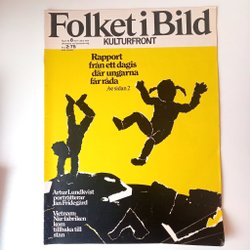 Folket i Bild
KULTURFRONT
Rapport
från ett dagis
där ungarna
får råda
Se sidan 2
Artur Lundkvist
porträtterar
Jan Fridegård
Vietnam:
När fabriken
kom
tillbaka till
stan